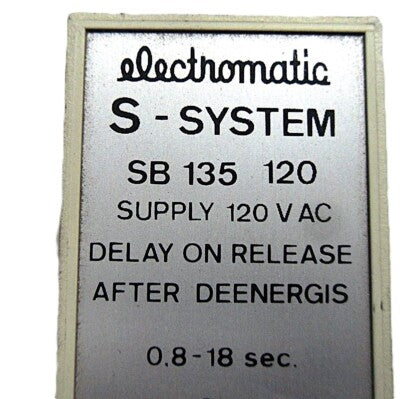 electromatic
S-SYSTEM
SB 135 120
SUPPLY 120 V AC
DELAY ON RELEASE
AFTER DEENERGIS
0.8-18 sec.